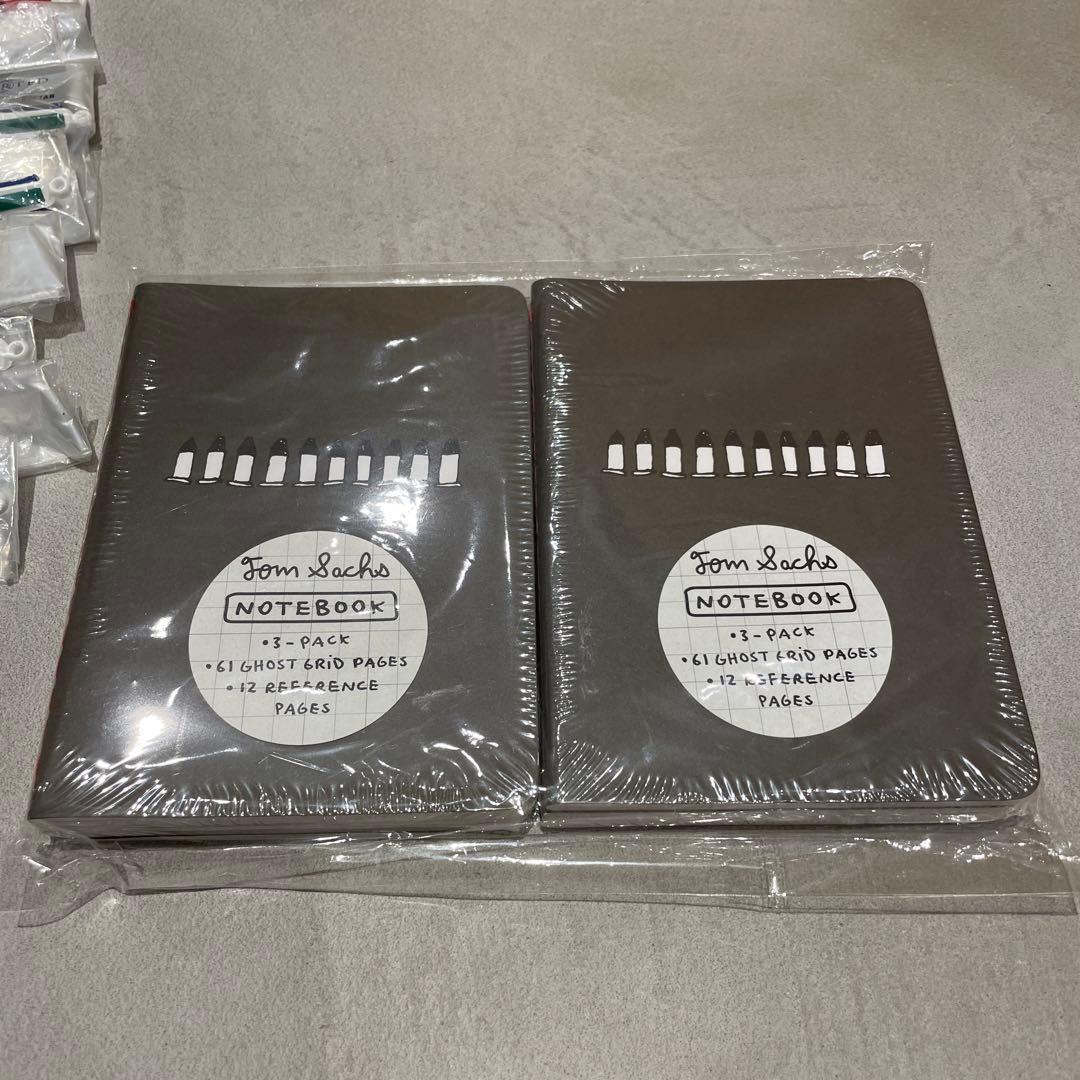 Tom Sachs
NOTEBOOK
•3-PACK
•61 GHOST GRiD PAGES
•12 REFERENCE
PAGES
Tom Sachs
NOTEBOOK
•3-PACK
•61 GHOST GRiD PAGES
•12 REFERENCE
PAGES